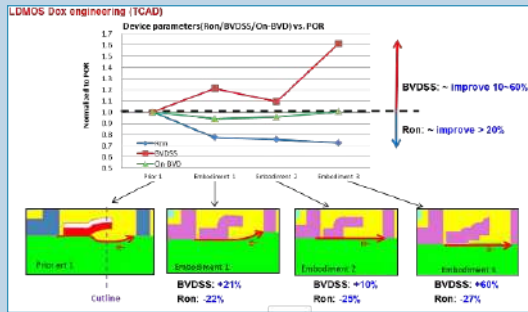 LDMOS Dox engineering (TCAD)
Device parameters(Ron/BVDSS/On-BVD) vs. POR
Normalized to POR
1.7
1.6
1.5
1.4
1.3
1.2
1.1
1.0
0.9
0.8
0.7
0.6
0.5
Ron
BVDSS
On BVD
Prior 1
Embodiment 1
Embodiment 2
Embodiment 3
BVDSS: ~ improve 10~60%
Ron: ~ improve > 20%
Prior art 1
Embodiment 1
Embodiment 2
Embodiment 3
Cutline
BVDSS: +21%
Ron: -22%
BVDSS: +10%
Ron: -25%
BVDSS: +60%
Ron: -27%